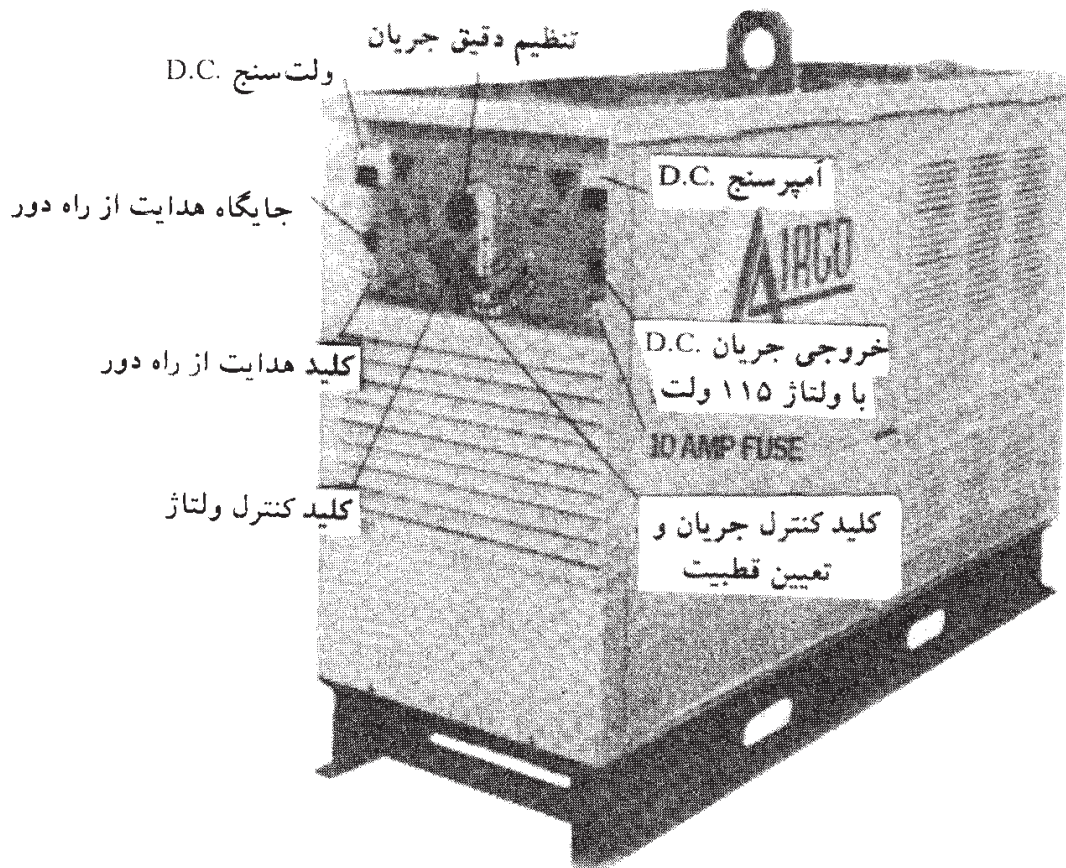 تنظیم دقیق جریان
ولت‌سنج D.C.
آمپرسنج D.C.
جایگاه هدایت از راه دور
AIRCO
خروجی جریان D.C.
با ولتاژ ۱۱۵ ولت
کلید هدایت از راه دور
10 AMP FUSE
کلید کنترل ولتاژ
کلید کنترل جریان و
تعیین قطبیت